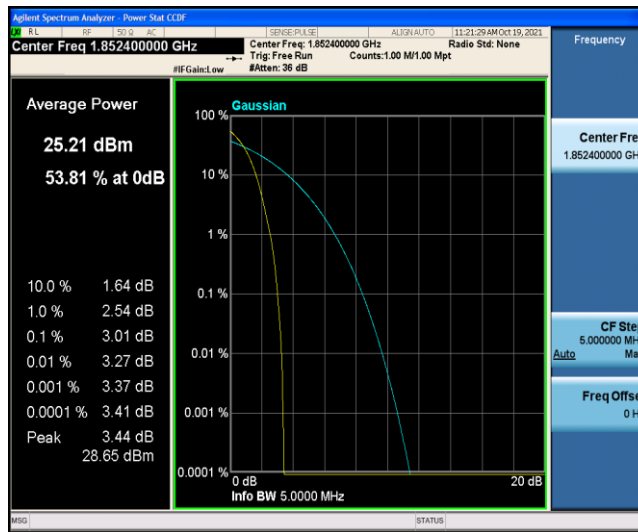 Agilent Spectrum Analyzer - Power Stat CCDF
RL RF 50 Ω AC SENSE:PULSE ALIGN AUTO 11:21:29 AM Oct 19, 2021
Center Freq 1.852400000 GHz
Center Freq: 1.852400000 GHz Radio Std: None
Trig: Free Run Counts:1.00 M/1.00 Mpt
#IFGain:Low #Atten: 36 dB
Frequency
Average Power
25.21 dBm
53.81 % at 0dB
10.0 % 1.64 dB
1.0 % 2.54 dB
0.1 % 3.01 dB
0.01 % 3.27 dB
0.001 % 3.37 dB
0.0001 % 3.41 dB
Peak 3.44 dB
28.65 dBm
Gaussian
100 %
10 %
1 %
0.1 %
0.01 %
0.001 %
0.0001 %
0 dB 20 dB
Info BW 5.0000 MHz
Center Fre
1.852400000 GH
CF Ste
5.000000 MH
Auto Ma
Freq Offse
0 H
MSG STATUS